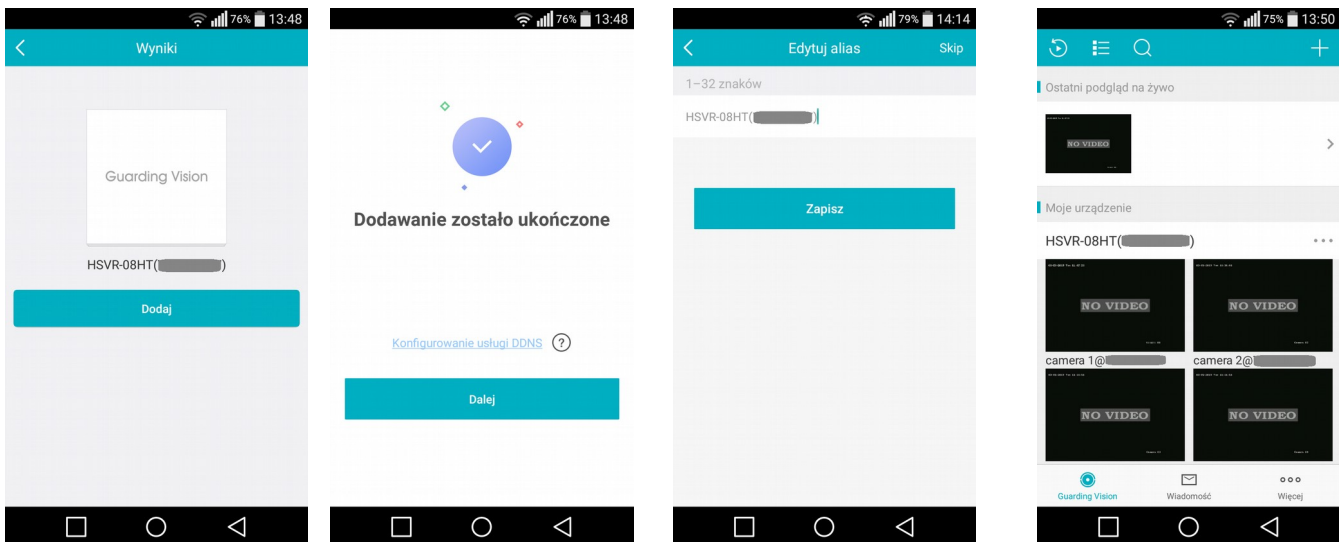 76% 13:48
Wyniki
Guarding Vision
HSVR-08HT( )
Dodaj
76% 13:48
Dodawanie zostało ukończone
Konfigurowanie usługi DDNS ?
Dalej
79% 14:14
Edytuj alias Skip
1-32 znaków
HSVR-08HT( )
Zapisz
75% 13:50
Ostatni podgląd na żywo
NO VIDEO
Moje urządzenie
HSVR-08HT( )
NO VIDEO NO VIDEO
camera 1@ camera 2@
NO VIDEO NO VIDEO
Guarding Vision Wiadomość Więcej